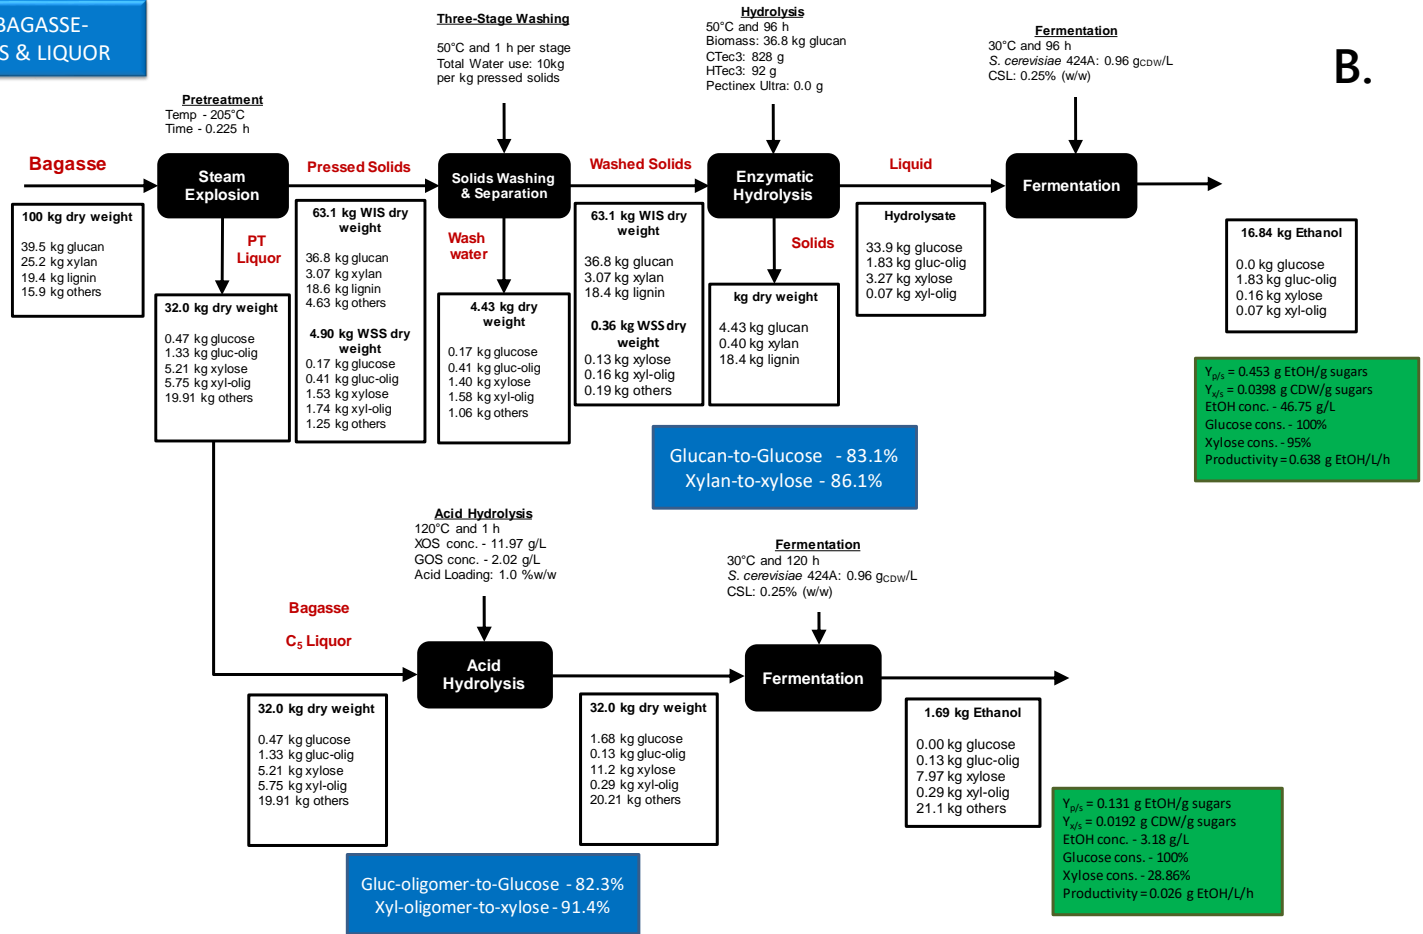 BAGASSE-
S & LIQUOR
B.
Three-Stage Washing
50°C and 1 h per stage
Total Water use: 10kg
per kg pressed solids
Hydrolysis
50°C and 96 h
Biomass: 36.8 kg glucan
CTec3: 828 g
HTec3: 92 g
Pectinex Ultra: 0.0 g
Fermentation
30°C and 96 h
S. cerevisiae 424A: 0.96 gCDW/L
CSL: 0.25% (w/w)
Pretreatment
Temp - 205°C
Time - 0.225 h
Bagasse
Steam
Explosion
Pressed Solids
Solids Washing
& Separation
Washed Solids
Enzymatic
Hydrolysis
Liquid
Fermentation
100 kg dry weight
39.5 kg glucan
25.2 kg xylan
19.4 kg lignin
15.9 kg others
PT
Liquor
32.0 kg dry weight
0.47 kg glucose
1.33 kg gluc-olig
5.21 kg xylose
5.75 kg xyl-olig
19.91 kg others
63.1 kg WIS dry
weight
36.8 kg glucan
3.07 kg xylan
18.6 kg lignin
4.63 kg others
4.90 kg WSS dry
weight
0.17 kg glucose
0.41 kg gluc-olig
1.53 kg xylose
1.74 kg xyl-olig
1.25 kg others
Wash
water
4.43 kg dry
weight
0.17 kg glucose
0.41 kg gluc-olig
1.40 kg xylose
1.58 kg xyl-olig
1.06 kg others
63.1 kg WIS dry
weight
36.8 kg glucan
3.07 kg xylan
18.4 kg lignin
0.36 kg WSS dry
weight
0.13 kg xylose
0.16 kg xyl-olig
0.19 kg others
Solids
kg dry weight
4.43 kg glucan
0.40 kg xylan
18.4 kg lignin
Hydrolysate
33.9 kg glucose
1.83 kg gluc-olig
3.27 kg xylose
0.07 kg xyl-olig
16.84 kg Ethanol
0.0 kg glucose
1.83 kg gluc-olig
0.16 kg xylose
0.07 kg xyl-olig
Yp/s = 0.453 g EtOH/g sugars
Yx/s = 0.0398 g CDW/g sugars
EtOH conc. - 46.75 g/L
Glucose cons. - 100%
Xylose cons. - 95%
Productivity = 0.638 g EtOH/L/h
Glucan-to-Glucose - 83.1%
Xylan-to-xylose - 86.1%
Acid Hydrolysis
120°C and 1 h
XOS conc. - 11.97 g/L
GOS conc. - 2.02 g/L
Acid Loading: 1.0 %w/w
Fermentation
30°C and 120 h
S. cerevisiae 424A: 0.96 gCDW/L
CSL: 0.25% (w/w)
Bagasse
C5 Liquor
Acid
Hydrolysis
Fermentation
32.0 kg dry weight
0.47 kg glucose
1.33 kg gluc-olig
5.21 kg xylose
5.75 kg xyl-olig
19.91 kg others
32.0 kg dry weight
1.68 kg glucose
0.13 kg gluc-olig
11.2 kg xylose
0.29 kg xyl-olig
20.21 kg others
1.69 kg Ethanol
0.00 kg glucose
0.13 kg gluc-olig
7.97 kg xylose
0.29 kg xyl-olig
21.1 kg others
Yp/s = 0.131 g EtOH/g sugars
Yx/s = 0.0192 g CDW/g sugars
EtOH conc. - 3.18 g/L
Glucose cons. - 100%
Xylose cons. - 28.86%
Productivity = 0.026 g EtOH/L/h
Gluc-oligomer-to-Glucose - 82.3%
Xyl-oligomer-to-xylose - 91.4%